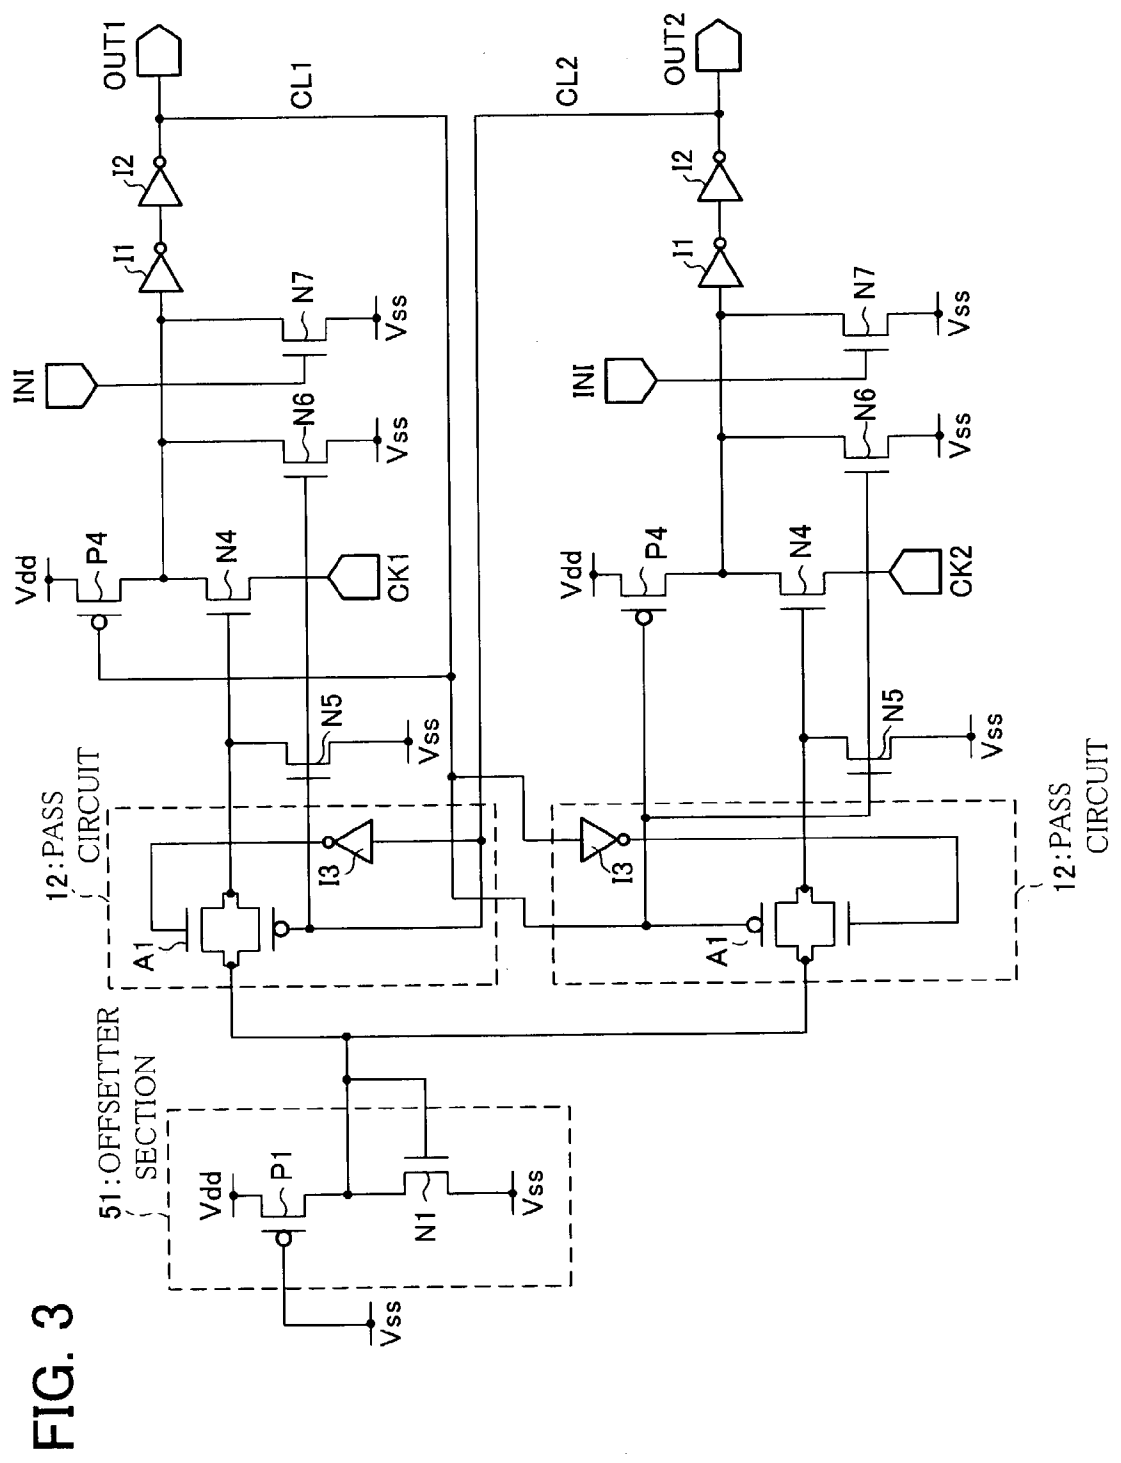 FIG. 3
51:OFFSETTER
SECTION
Vdd
P1
N1
Vss
Vss
12:PASS
CIRCUIT
A1
I3
N5
Vss
Vdd
P4
N4
CK1
INI
N6
Vss
N7
Vss
I1
I2
OUT1
CL1
CL2
12:PASS
CIRCUIT
A1
I3
N5
Vss
Vdd
P4
N4
CK2
INI
N6
Vss
N7
Vss
I1
I2
OUT2